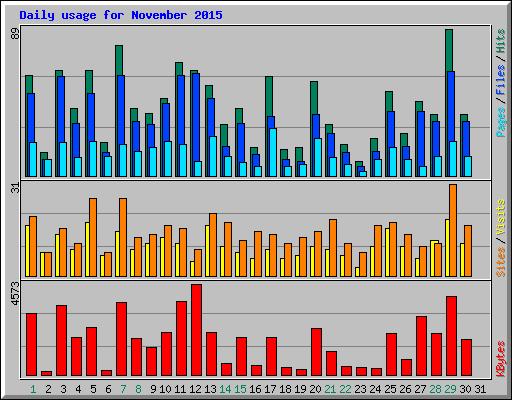 Daily usage for November 2015
89
Pages / Files / Hits
31
Sites / Visits
4573
KBytes
1 2 3 4 5 6 7 8 9 10 11 12 13 14 15 16 17 18 19 20 21 22 23 24 25 26 27 28 29 30 31